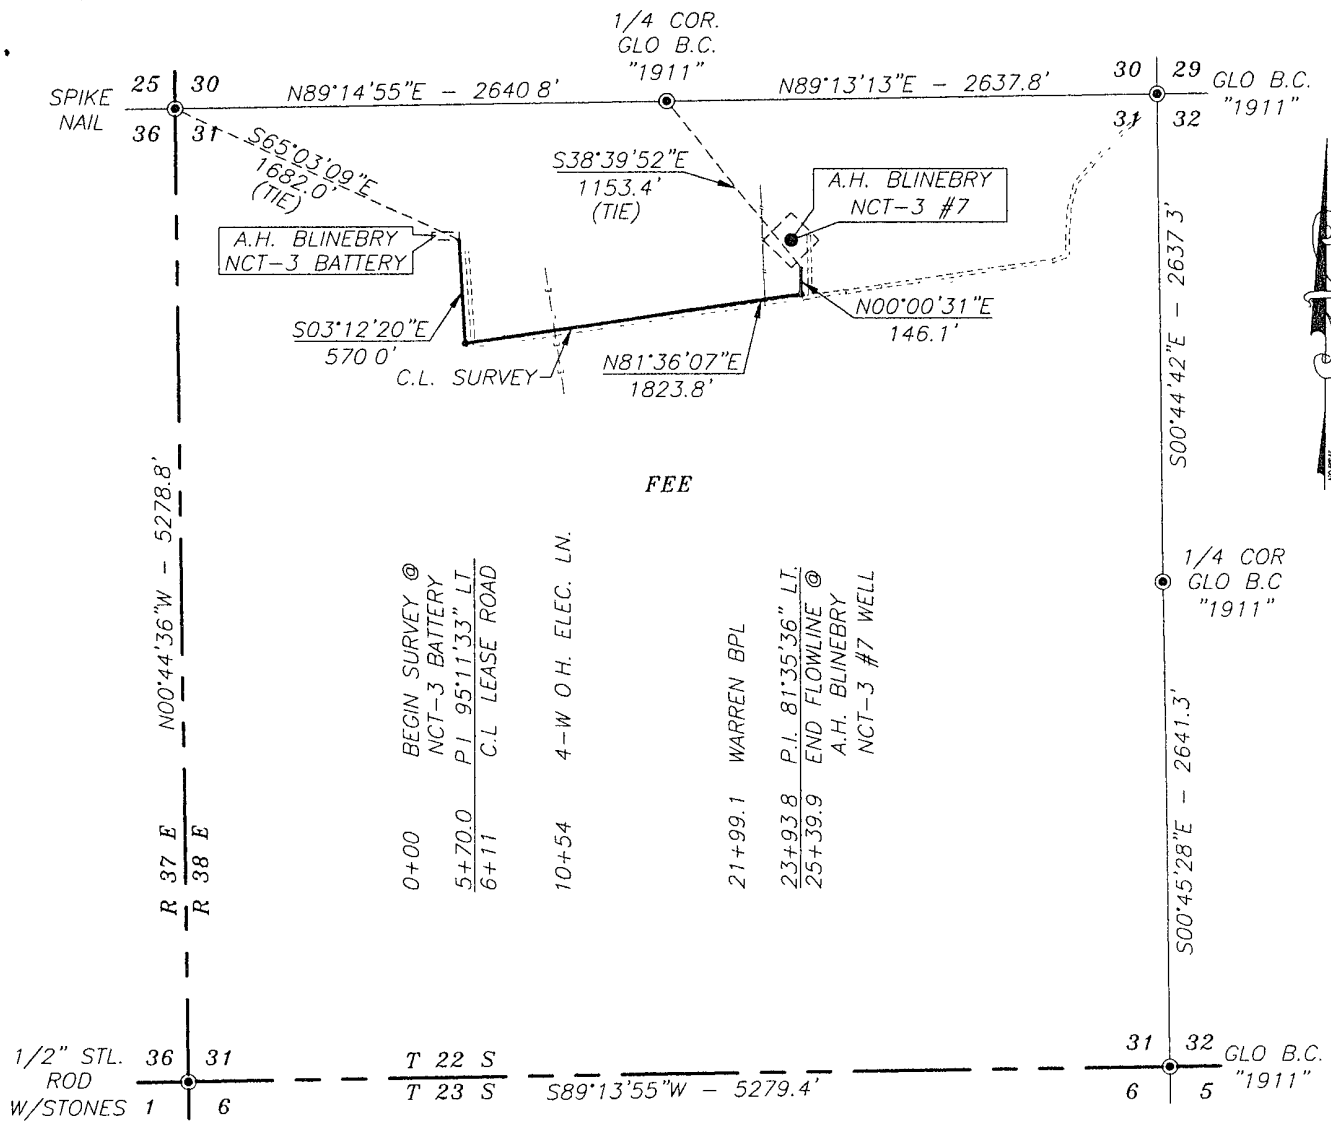 1/4 COR.
GLO B.C.
"1911"
25 30
SPIKE
NAIL
36 31
N89°14'55"E - 2640 8'
N89°13'13"E - 2637.8'
30 29
GLO B.C.
"1911"
31 32
S65°03'09"E
1682.0'
(TIE)
S38°39'52"E
1153.4'
(TIE)
A.H. BLINEBRY
NCT-3 #7
A.H. BLINEBRY
NCT-3 BATTERY
S03°12'20"E
570 0'
C.L. SURVEY
N81°36'07"E
1823.8'
N00°00'31"E
146.1'
S00°44'42"E - 2637 3'
FEE
N00°44'36"W - 5278.8'
1/4 COR
GLO B.C
"1911"
0+00 BEGIN SURVEY @
NCT-3 BATTERY
5+70.0 P I 95°11'33" LT
6+11 C.L LEASE ROAD
10+54 4-W O H. ELEC. LN.
21+99.1 WARREN BPL
23+93 8 P.I. 81°35'36" LT.
25+39.9 END FLOWLINE @
A.H. BLINEBRY
NCT-3 #7 WELL
S00°45'28"E - 2641.3'
R 37 E
R 38 E
1/2" STL.
ROD
W/STONES
36 31
1 6
T 22 S
T 23 S
S89°13'55"W - 5279.4'
31 32
6 5
GLO B.C.
"1911"